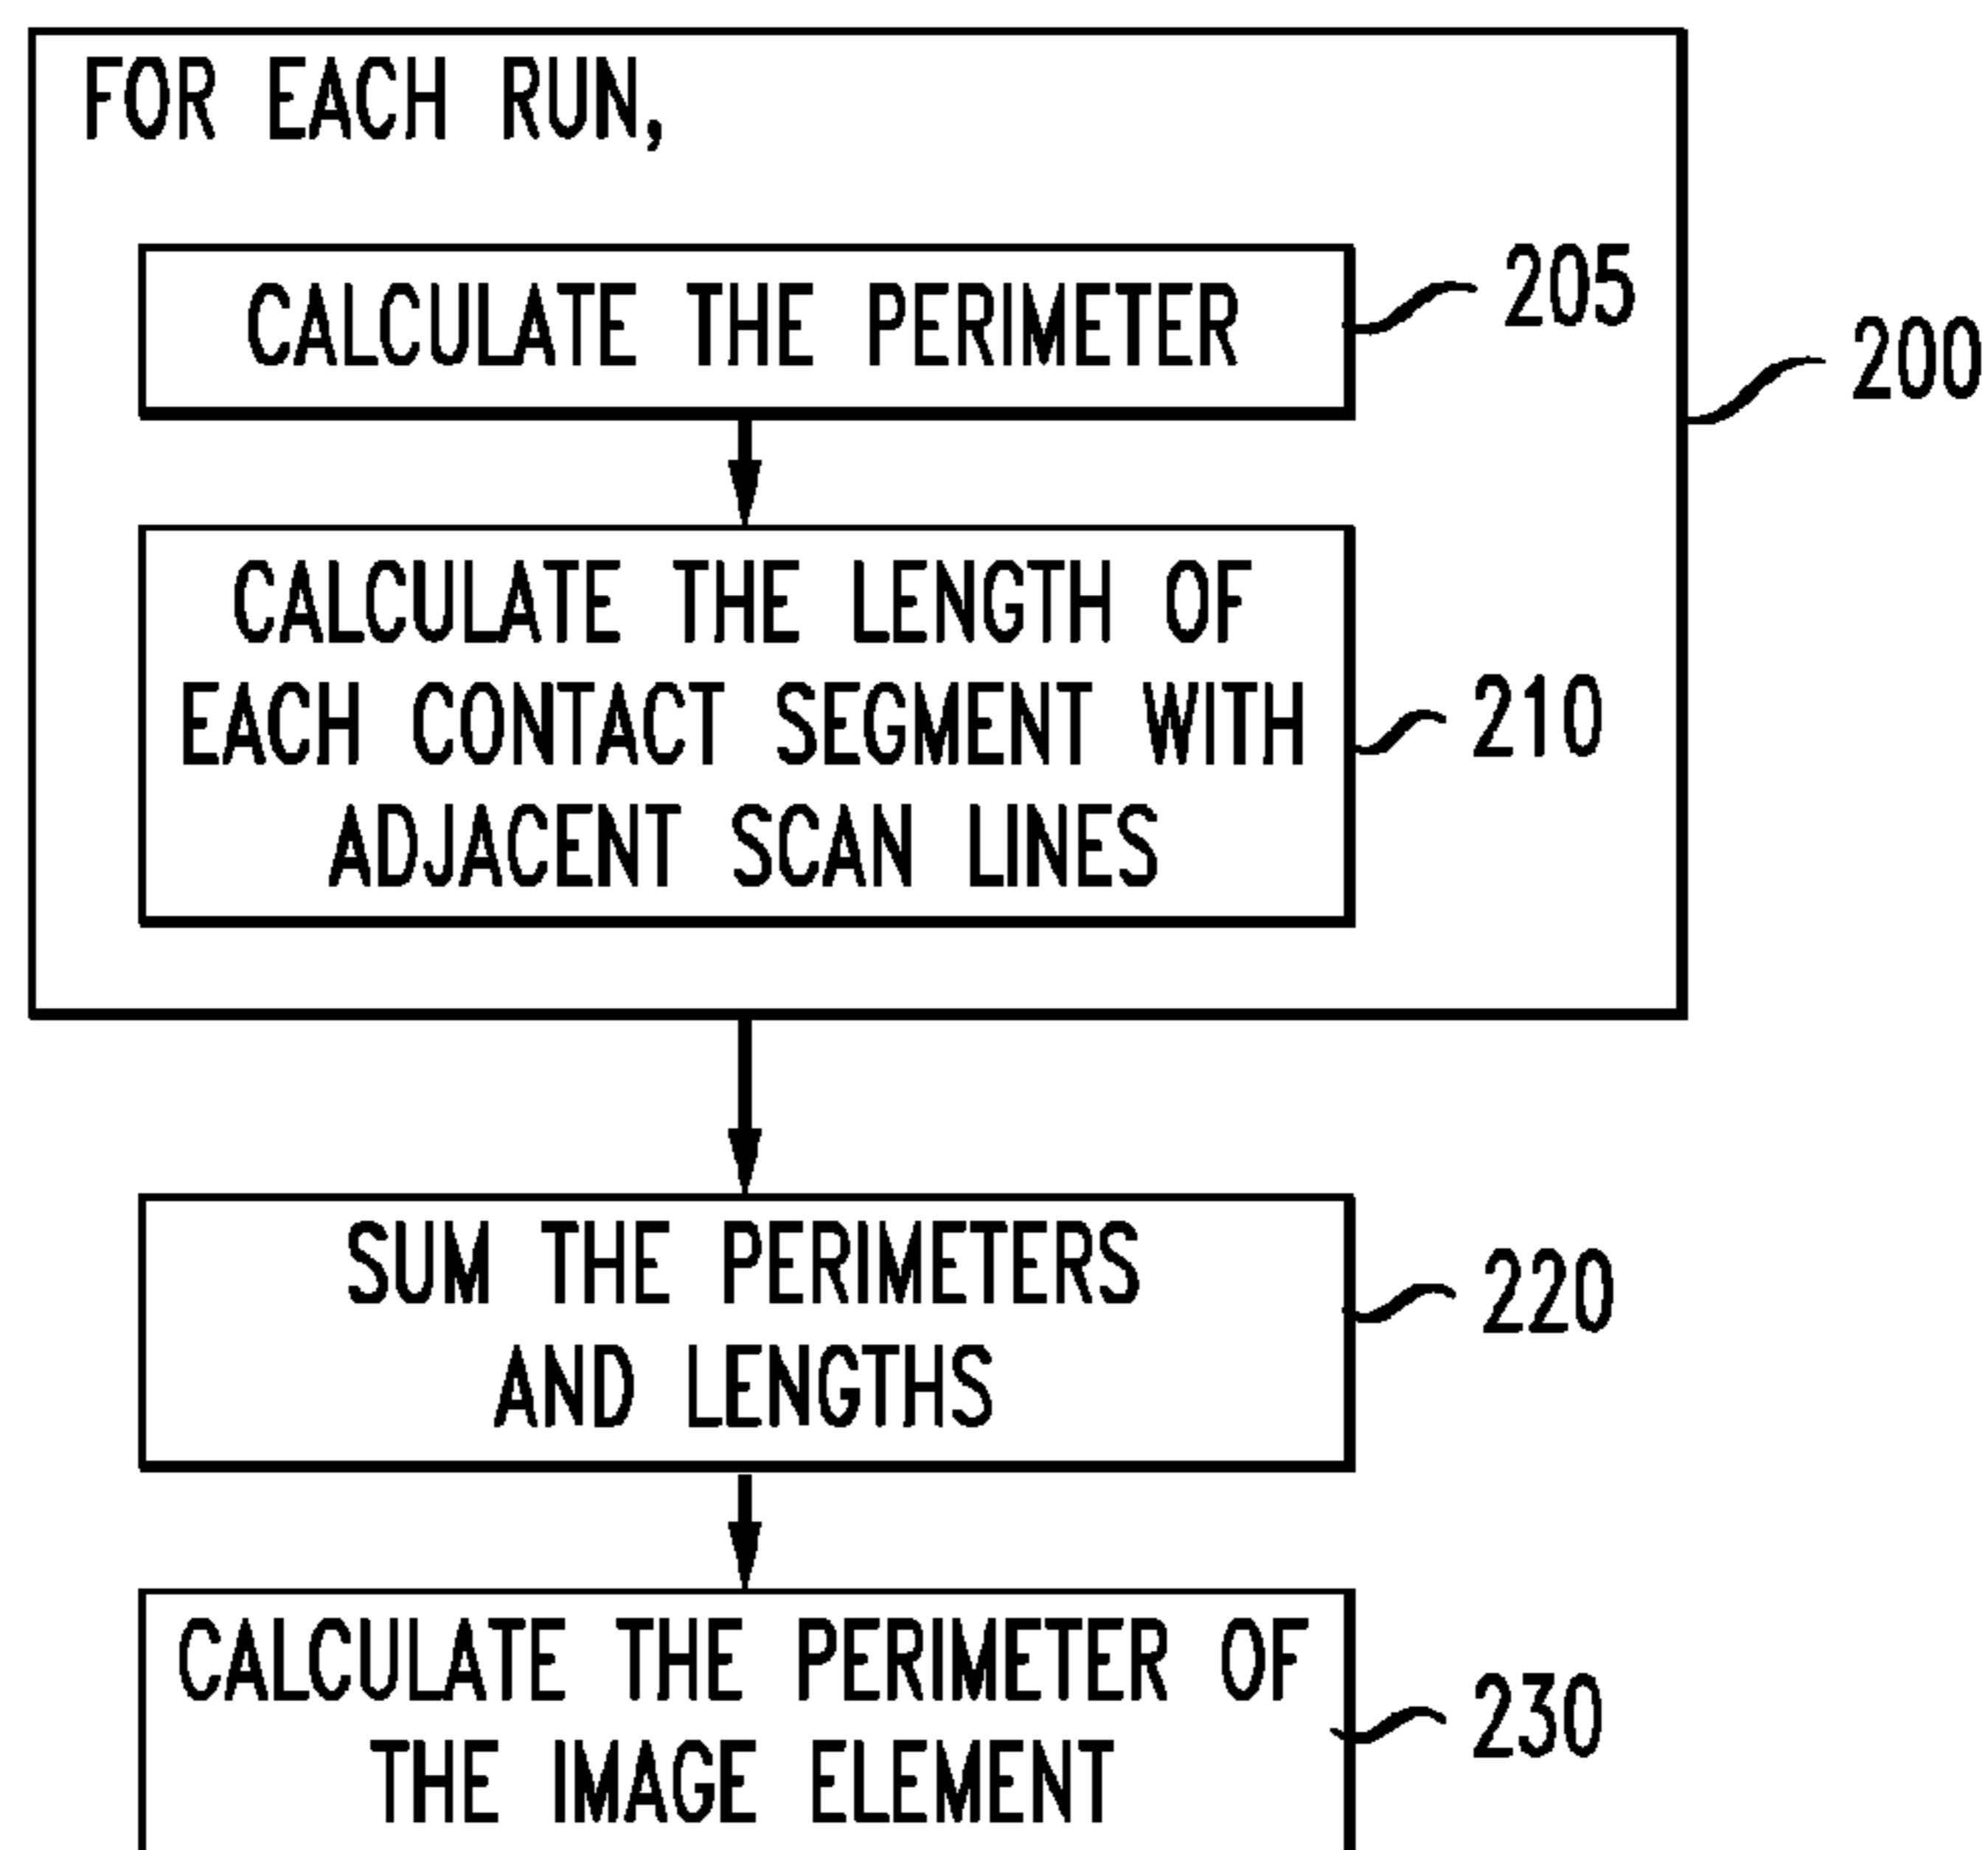 FOR EACH RUN,
CALCULATE THE PERIMETER
205
200
CALCULATE THE LENGTH OF
EACH CONTACT SEGMENT WITH
ADJACENT SCAN LINES
210
SUM THE PERIMETERS
AND LENGTHS
220
CALCULATE THE PERIMETER OF
THE IMAGE ELEMENT
230